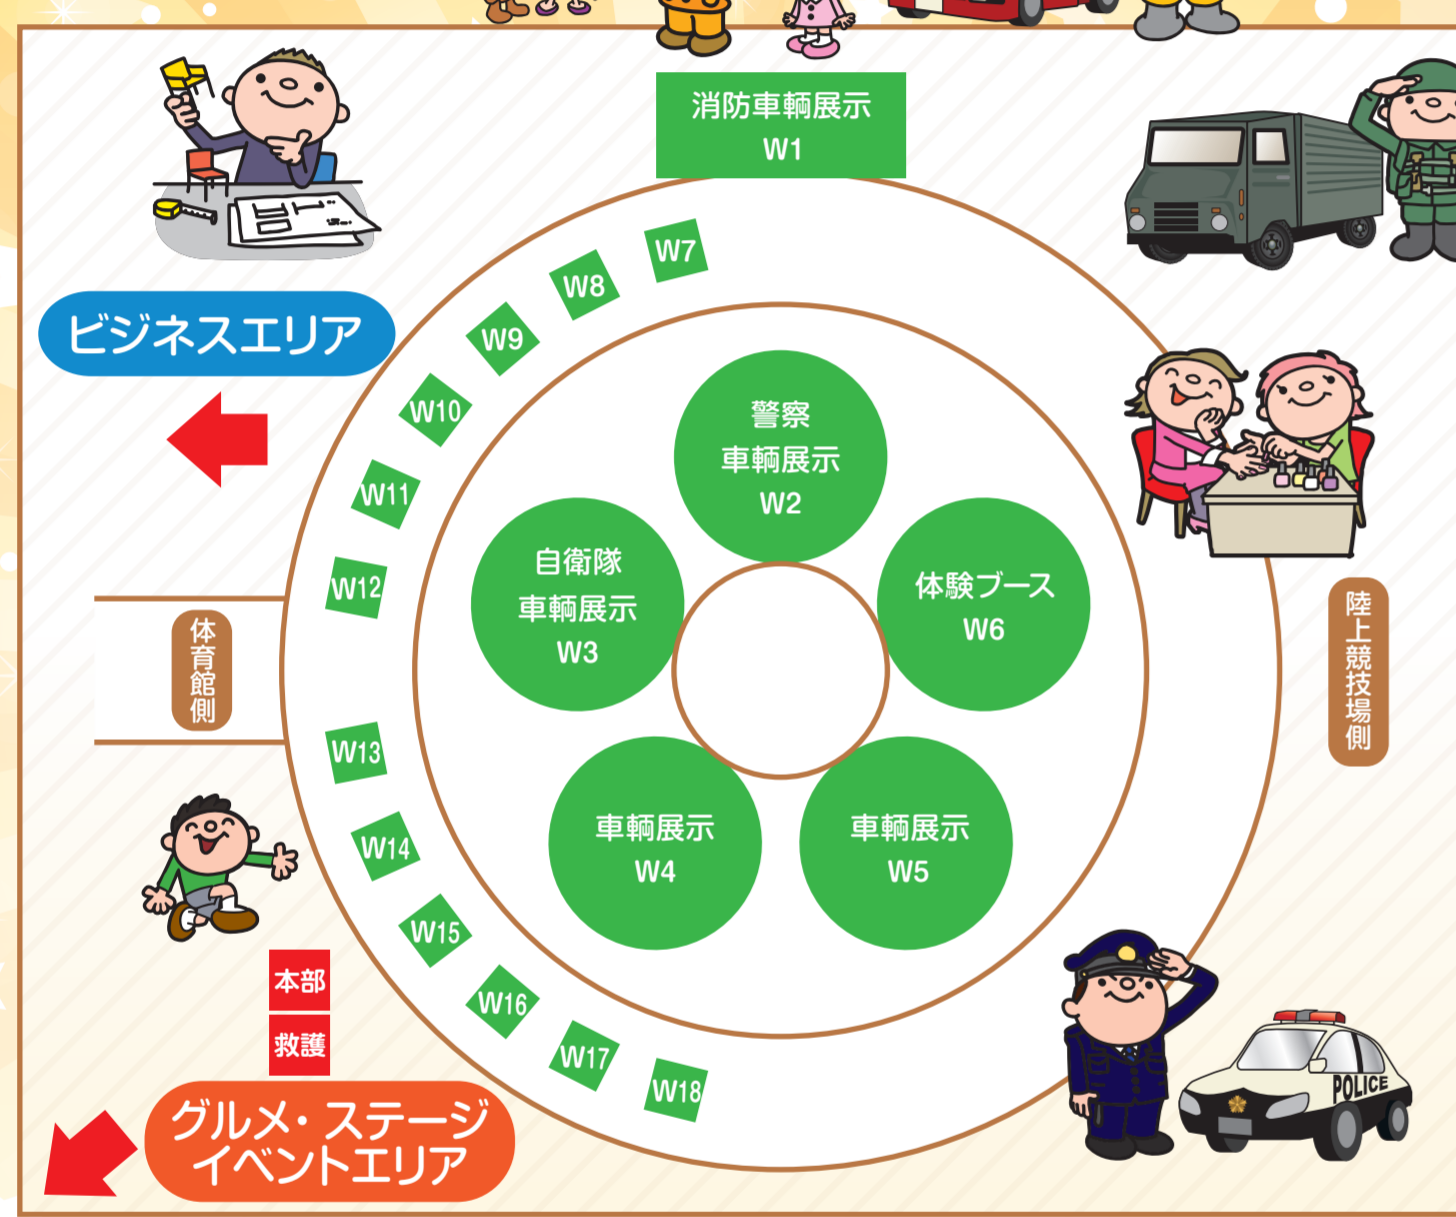 消防車輌展示
W1
W7
W8
W9
W10
W11
W12
ビジネスエリア
警察
車輌展示
W2
自衛隊
車輌展示
W3
体験ブース
W6
体育館側
陸上競技場側
W13
W14
W15
W16
W17
W18
車輌展示
W4
車輌展示
W5
本部
救護
グルメ・ステージ
イベントエリア
POLICE